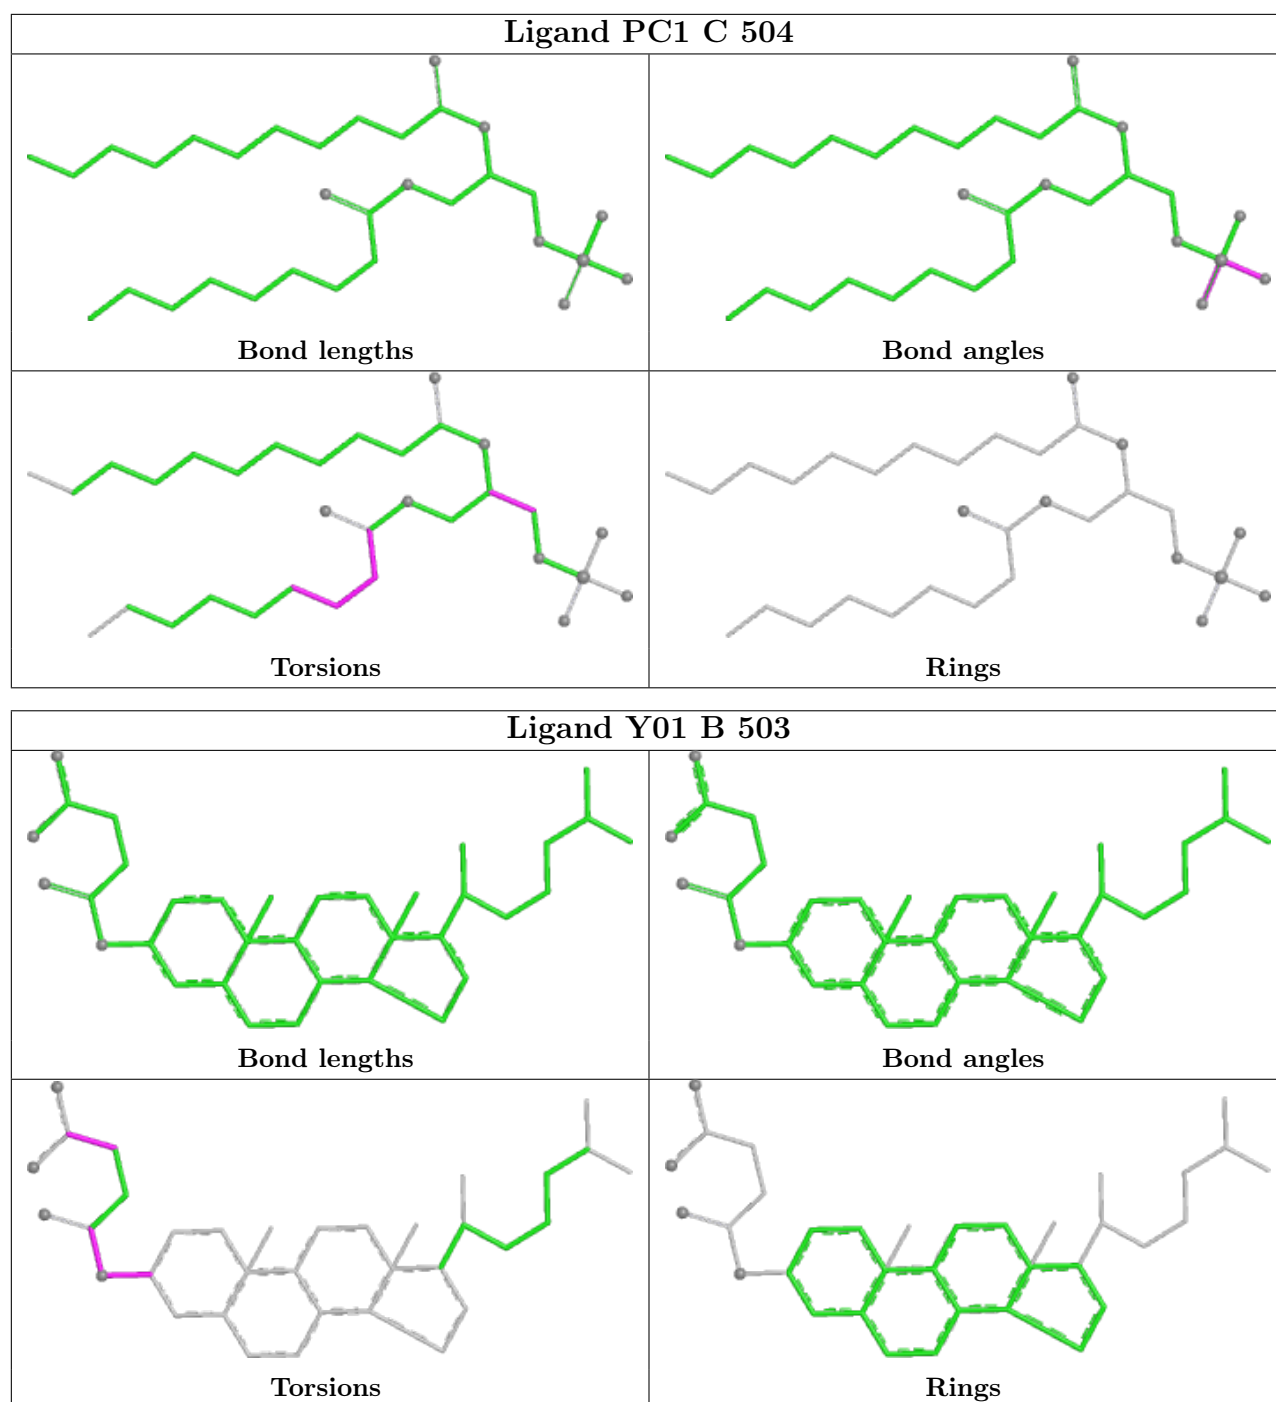 Ligand PC1 C 504
Bond lengths
Bond angles
Torsions
Rings
Ligand Y01 B 503
Bond lengths
Bond angles
Torsions
Rings